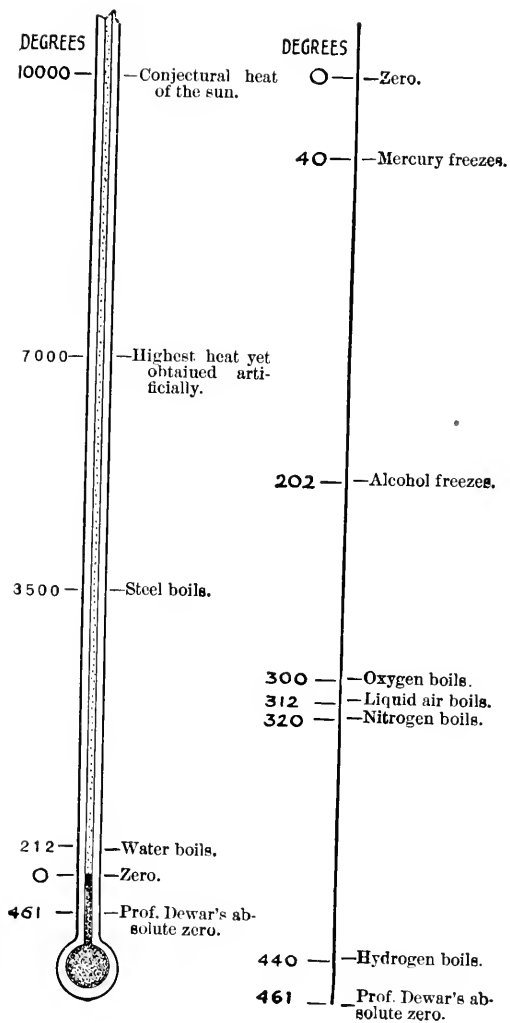 DEGREES
10000 — Conjectural heat
of the sun.
7000 — Highest heat yet
obtained arti-
ficially.
3500 — Steel boils.
212 — Water boils.
0 — Zero.
461 — Prof. Dewar's ab-
solute zero.
DEGREES
0 — Zero.
40 — Mercury freezes.
202 — Alcohol freezes.
300 — Oxygen boils.
312 — Liquid air boils.
320 — Nitrogen boils.
440 — Hydrogen boils.
461 — Prof. Dewar's ab-
solute zero.